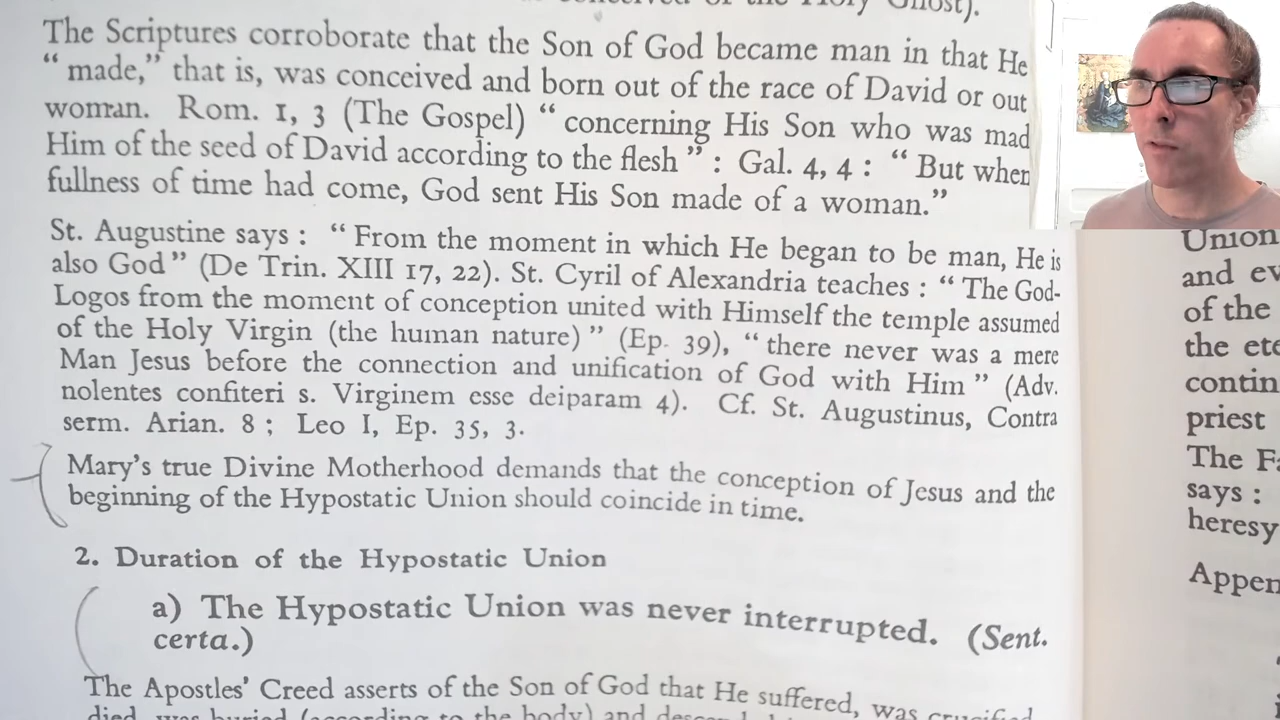 conceived of the Holy Ghost).
The Scriptures corroborate that the Son of God became man in that He
“ made,” that is, was conceived and born out of the race of David or out
woman. Rom. 1, 3 (The Gospel) “ concerning His Son who was mad
Him of the seed of David according to the flesh ” : Gal. 4, 4 : “ But when
fullness of time had come, God sent His Son made of a woman.”
St. Augustine says : “ From the moment in which He began to be man, He is
also God ” (De Trin. XIII 17, 22). St. Cyril of Alexandria teaches : “ The God-
Logos from the moment of conception united with Himself the temple assumed
of the Holy Virgin (the human nature) ” (Ep. 39), “ there never was a mere
Man Jesus before the connection and unification of God with Him ” (Adv.
nolentes confiteri s. Virginem esse deiparam 4). Cf. St. Augustinus, Contra
serm. Arian. 8 ; Leo I, Ep. 35, 3.
Mary’s true Divine Motherhood demands that the conception of Jesus and the
beginning of the Hypostatic Union should coincide in time.
2. Duration of the Hypostatic Union
a) The Hypostatic Union was never interrupted. (Sent.
certa.)
The Apostles’ Creed asserts of the Son of God that He suffered, was crucified
died, was buried (according to the body) and
Union
and ev
of the
the ete
contin
priest
The Fa
says :
heresy
Appen